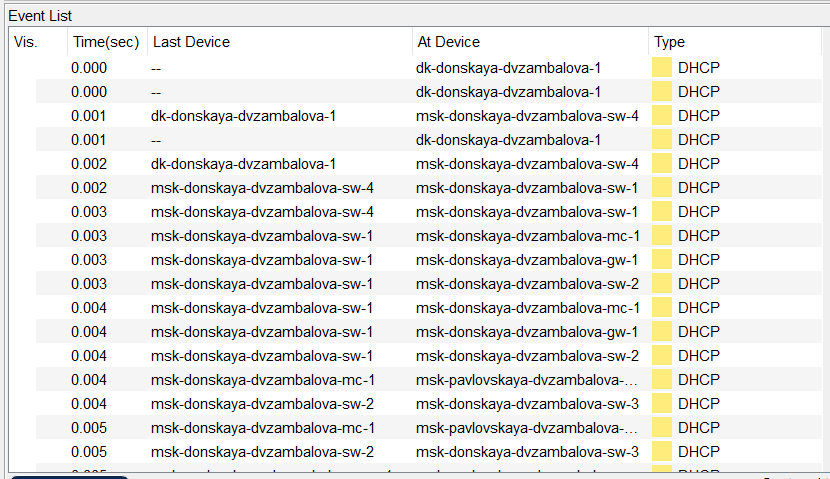 Event List
Vis. Time(sec) Last Device At Device Type
0.000 -- dk-donskaya-dvzambalova-1 DHCP
0.000 -- dk-donskaya-dvzambalova-1 DHCP
0.001 dk-donskaya-dvzambalova-1 msk-donskaya-dvzambalova-sw-4 DHCP
0.001 -- dk-donskaya-dvzambalova-1 DHCP
0.002 dk-donskaya-dvzambalova-1 msk-donskaya-dvzambalova-sw-4 DHCP
0.002 msk-donskaya-dvzambalova-sw-4 msk-donskaya-dvzambalova-sw-1 DHCP
0.003 msk-donskaya-dvzambalova-sw-4 msk-donskaya-dvzambalova-sw-1 DHCP
0.003 msk-donskaya-dvzambalova-sw-1 msk-donskaya-dvzambalova-mc-1 DHCP
0.003 msk-donskaya-dvzambalova-sw-1 msk-donskaya-dvzambalova-gw-1 DHCP
0.003 msk-donskaya-dvzambalova-sw-1 msk-donskaya-dvzambalova-sw-2 DHCP
0.004 msk-donskaya-dvzambalova-sw-1 msk-donskaya-dvzambalova-mc-1 DHCP
0.004 msk-donskaya-dvzambalova-sw-1 msk-donskaya-dvzambalova-gw-1 DHCP
0.004 msk-donskaya-dvzambalova-sw-1 msk-donskaya-dvzambalova-sw-2 DHCP
0.004 msk-donskaya-dvzambalova-mc-1 msk-pavlovskaya-dvzambalova-... DHCP
0.004 msk-donskaya-dvzambalova-sw-2 msk-donskaya-dvzambalova-sw-3 DHCP
0.005 msk-donskaya-dvzambalova-mc-1 msk-pavlovskaya-dvzambalova-... DHCP
0.005 msk-donskaya-dvzambalova-sw-2 msk-donskaya-dvzambalova-sw-3 DHCP